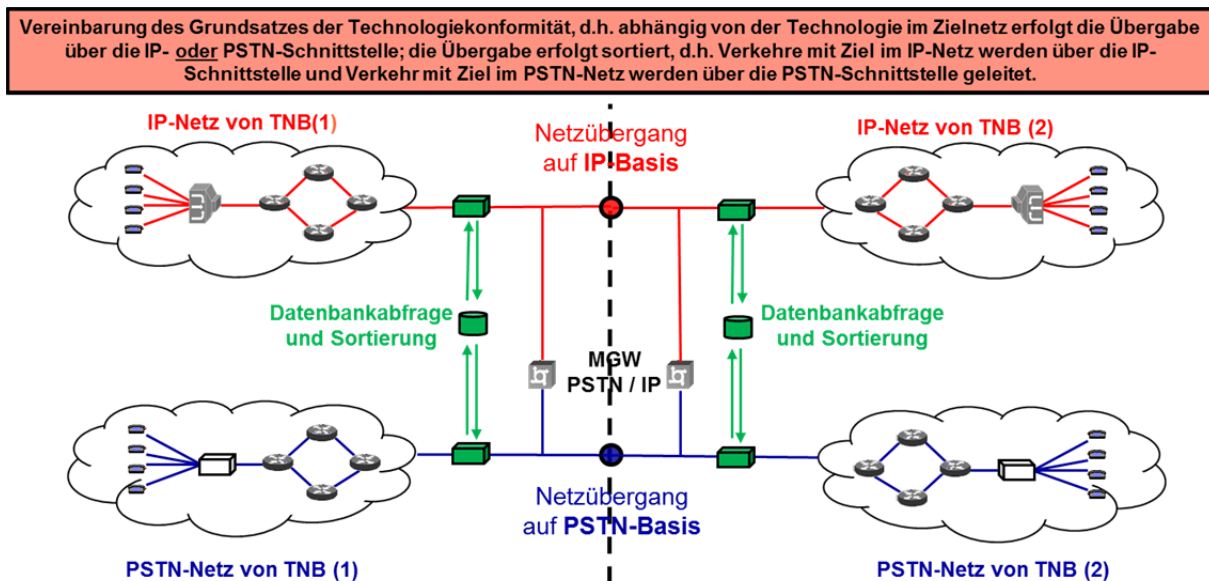 Vereinbarung des Grundsatzes der Technologiekonformität, d.h. abhängig von der Technologie im Zielnetz erfolgt die Übergabe
über die IP- oder PSTN-Schnittstelle; die Übergabe erfolgt sortiert, d.h. Verkehre mit Ziel im IP-Netz werden über die IP-
Schnittstelle und Verkehr mit Ziel im PSTN-Netz werden über die PSTN-Schnittstelle geleitet.
IP-Netz von TNB(1)
Netzübergang
auf IP-Basis
IP-Netz von TNB (2)
Datenbankabfrage
und Sortierung
MGW
PSTN / IP
Datenbankabfrage
und Sortierung
Netzübergang
auf PSTN-Basis
PSTN-Netz von TNB (1)
PSTN-Netz von TNB (2)